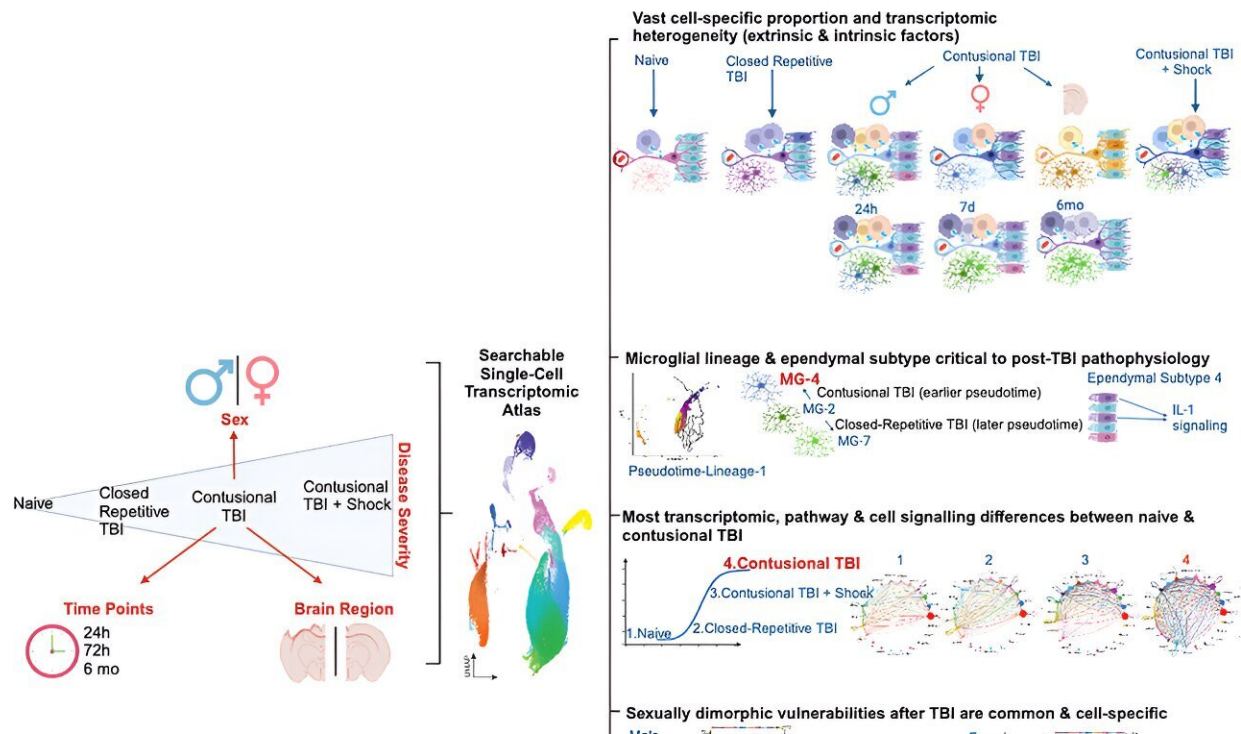 Vast cell-specific proportion and transcriptomic
heterogeneity (extrinsic & intrinsic factors)
Naive
Closed Repetitive
TBI
Contusional TBI
Contusional TBI
+ Shock
24h
7d
6mo
Sex
Naive
Closed
Repetitive
TBI
Contusional
TBI
Contusional
TBI + Shock
Disease Severity
Time Points
24h
72h
6 mo
Brain Region
Searchable
Single-Cell
Transcriptomic
Atlas
Microglial lineage & ependymal subtype critical to post-TBI pathophysiology
MG-4
Contusional TBI (earlier pseudotime)
MG-2
Closed-Repetitive TBI (later pseudotime)
MG-7
Pseudotime-Lineage-1
Ependymal Subtype 4
IL-1
signaling
Most transcriptomic, pathway & cell signalling differences between naive &
contusional TBI
4.Contusional TBI
3.Contusional TBI + Shock
2.Closed-Repetitive TBI
1.Naive
1
2
3
4
Sexually dimorphic vulnerabilities after TBI are common & cell-specific